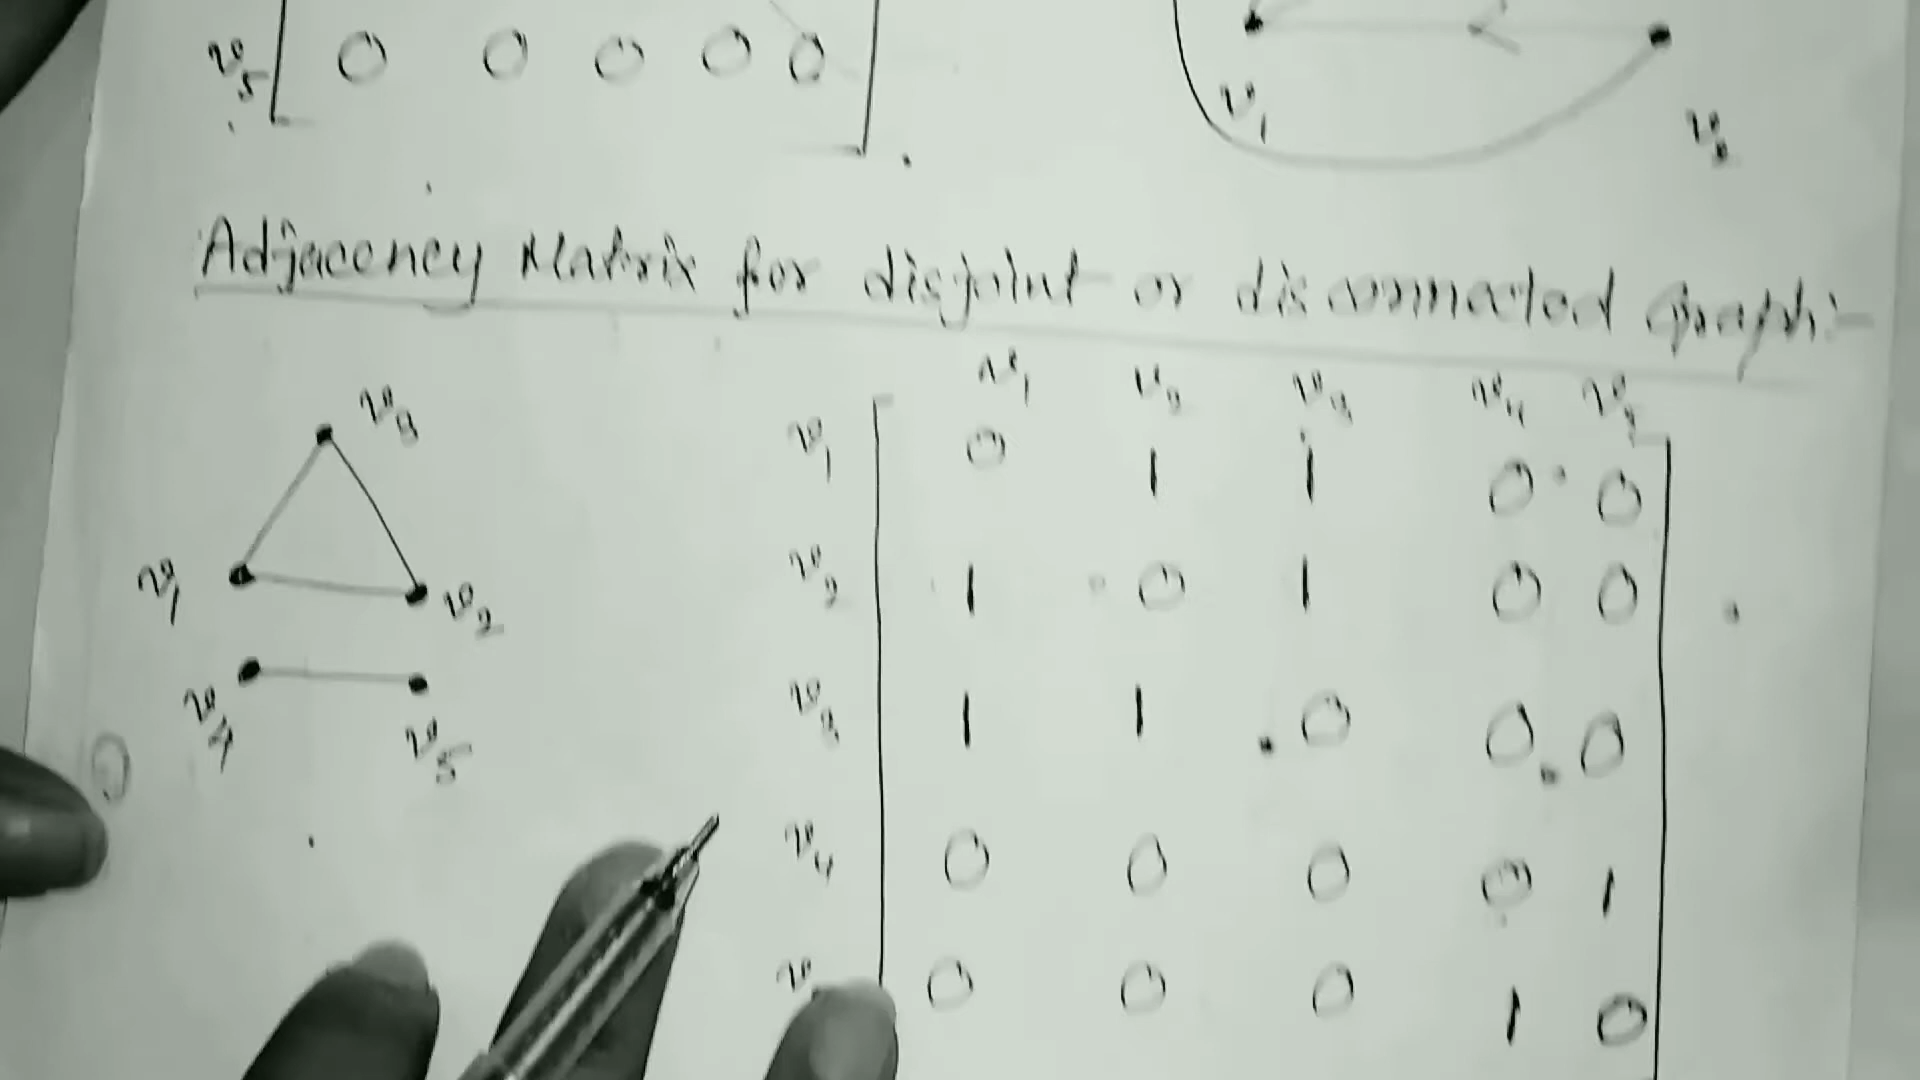 v5 0 0 0 0 0
v1
Adjacency Matrix for disjoint or disconnected Graph:-
v1 v2 v3 v4 v5
v3
v1 0 1 1 0 0
v1 v2
v2 1 0 1 0 0
v4 v5
v3 1 1 0 0 0
v4 0 0 0 0 1
v 0 0 0 1 0